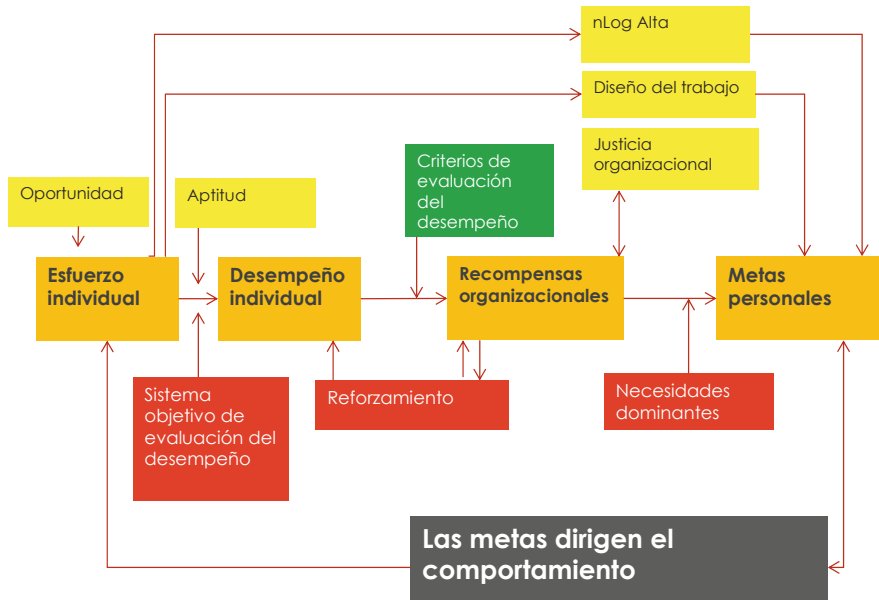 nLog Alta
Diseño del trabajo
Justicia
organizacional
Criterios de
evaluación
del
desempeño
Oportunidad
Aptitud
Esfuerzo
individual
Desempeño
individual
Recompensas
organizacionales
Metas
personales
Sistema
objetivo de
evaluación del
desempeño
Reforzamiento
Necesidades
dominantes
Las metas dirigen el
comportamiento